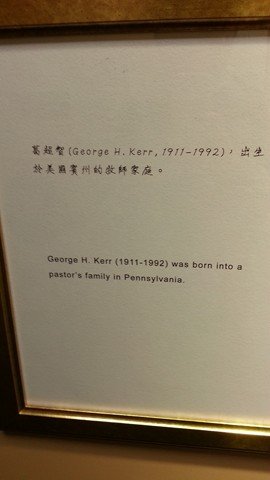 葛超智(George H. Kerr, 1911-1992)，出生
於美國賓州的牧師家庭。
George H. Kerr (1911-1992) was born into a
pastor's family in Pennsylvania.